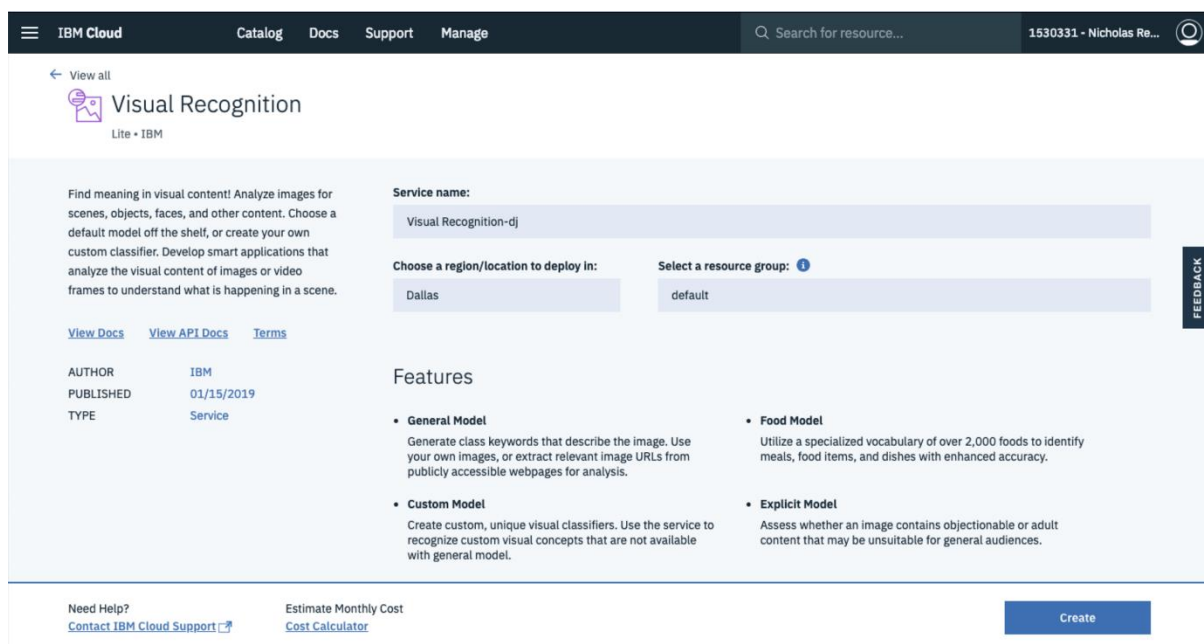 IBM Cloud Catalog Docs Support Manage Search for resource... 1530331 - Nicholas Re...
← View all
Visual Recognition
Lite • IBM
Find meaning in visual content! Analyze images for
scenes, objects, faces, and other content. Choose a
default model off the shelf, or create your own
custom classifier. Develop smart applications that
analyze the visual content of images or video
frames to understand what is happening in a scene.
View Docs View API Docs Terms
AUTHOR IBM
PUBLISHED 01/15/2019
TYPE Service
Service name:
Visual Recognition-dj
Choose a region/location to deploy in:
Dallas
Select a resource group:
default
Features
• General Model
Generate class keywords that describe the image. Use
your own images, or extract relevant image URLs from
publicly accessible webpages for analysis.
• Food Model
Utilize a specialized vocabulary of over 2,000 foods to identify
meals, food items, and dishes with enhanced accuracy.
• Custom Model
Create custom, unique visual classifiers. Use the service to
recognize custom visual concepts that are not available
with general model.
• Explicit Model
Assess whether an image contains objectionable or adult
content that may be unsuitable for general audiences.
FEEDBACK
Need Help?
Contact IBM Cloud Support
Estimate Monthly Cost
Cost Calculator
Create